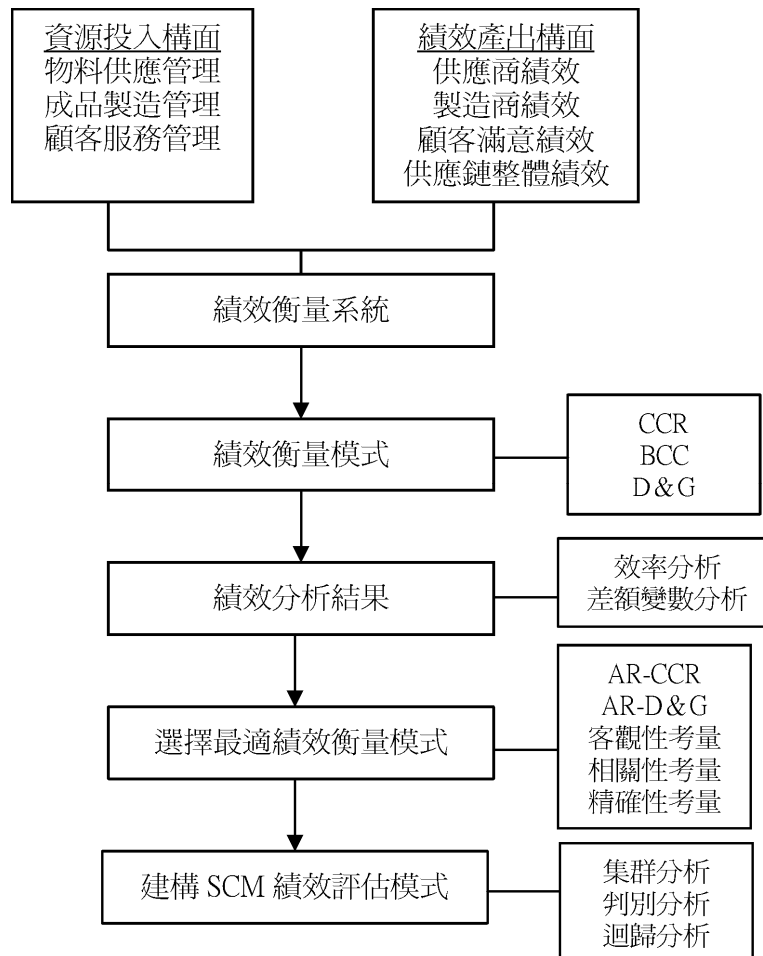 資源投入構面
物料供應管理
成品製造管理
顧客服務管理
績效產出構面
供應商績效
製造商績效
顧客滿意績效
供應鏈整體績效
績效衡量系統
績效衡量模式
CCR
BCC
D&G
績效分析結果
效率分析
差額變數分析
選擇最適績效衡量模式
AR-CCR
AR-D&G
客觀性考量
相關性考量
精確性考量
建構 SCM 績效評估模式
集群分析
判別分析
迴歸分析